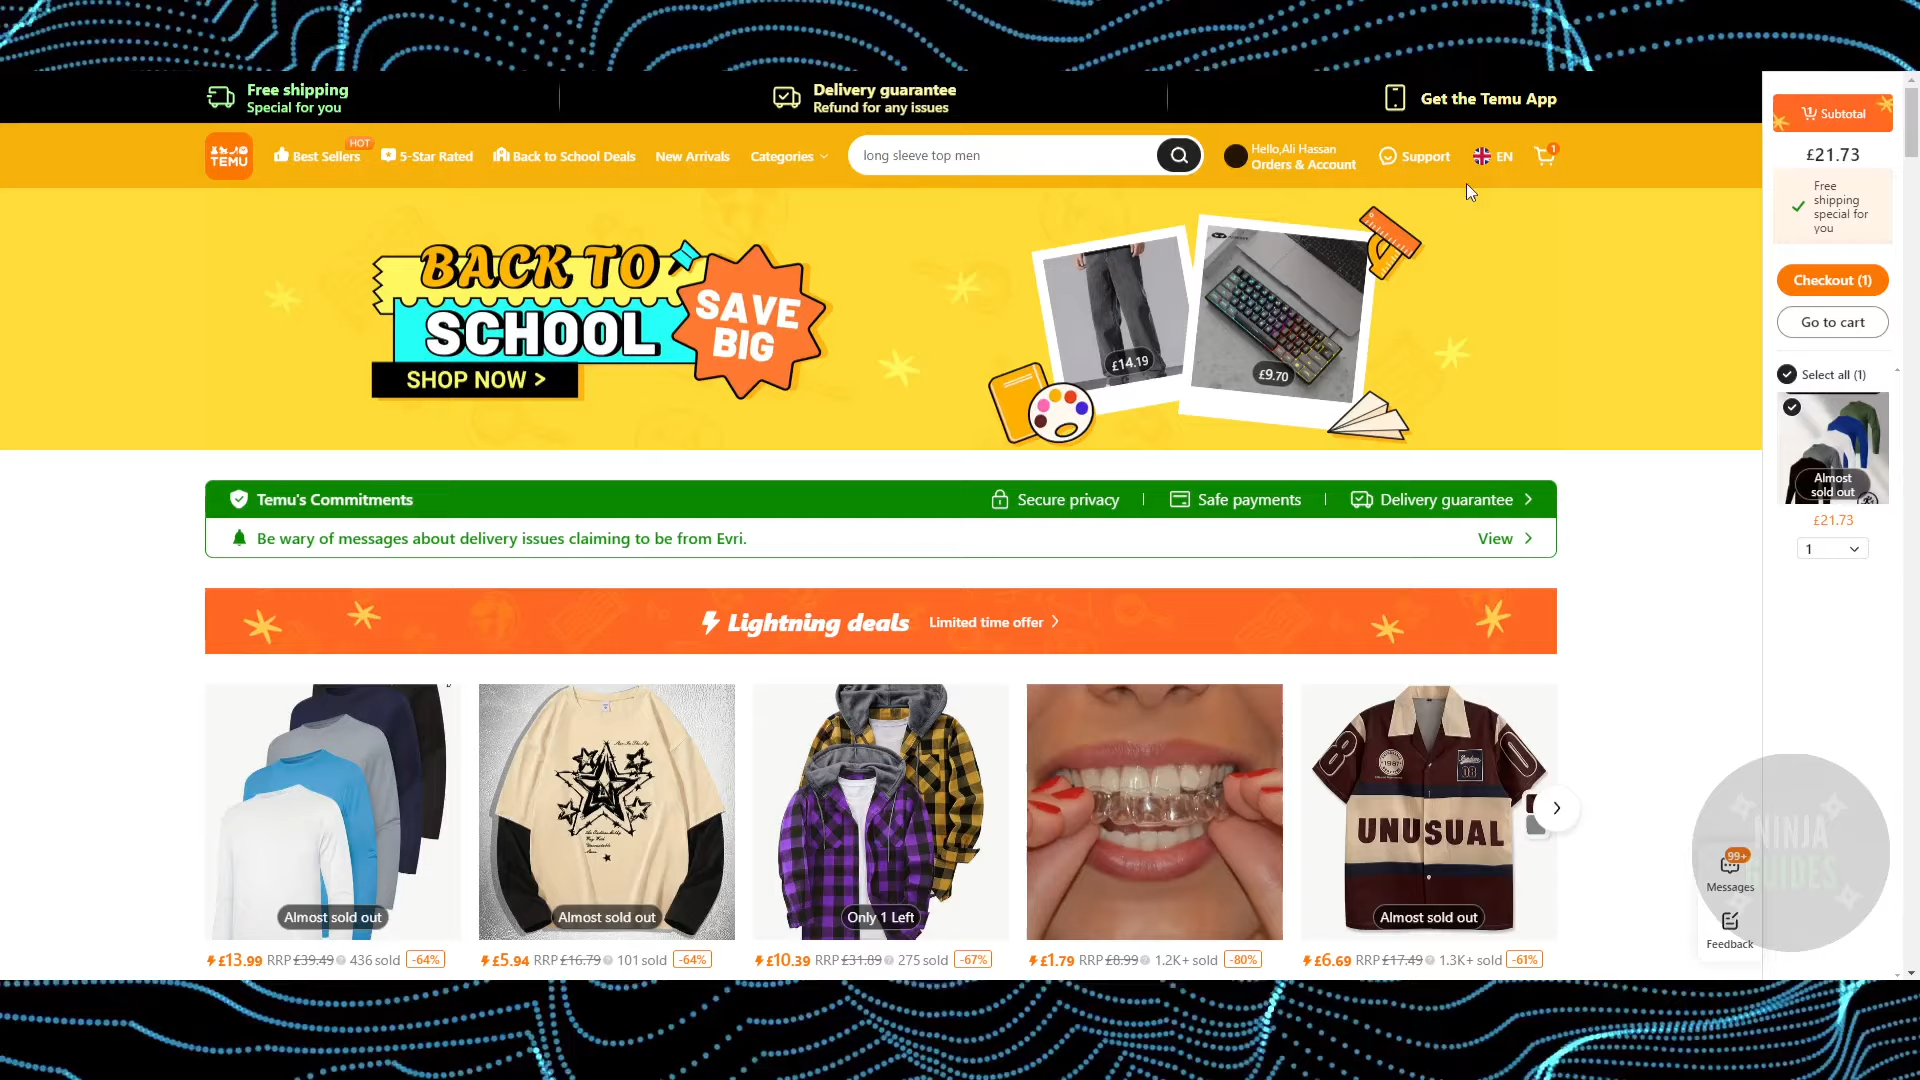 Free shipping
Special for you
Delivery guarantee
Refund for any issues
Get the Temu App
TEMU
Best Sellers
HOT
5-Star Rated
Back to School Deals
New Arrivals
Categories
long sleeve top men
Hello,Ali Hassan
Orders & Account
Support
EN
1
Subtotal
£21.73
Free
shipping
special for
you
Checkout (1)
Go to cart
Select all (1)
Almost
sold out
£21.73
1
BACK TO
SCHOOL
SAVE
BIG
SHOP NOW >
£14.19
£9.70
Temu's Commitments
Secure privacy
Safe payments
Delivery guarantee
Be wary of messages about delivery issues claiming to be from Evri.
View
Lightning deals
Limited time offer
Almost sold out
Almost sold out
Only 1 Left
UNUSUAL
Almost sold out
£13.99 RRP £39.49 436 sold -64%
£5.94 RRP £16.79 101 sold -64%
£10.39 RRP £31.89 275 sold -67%
£1.79 RRP £8.99 1.2K+ sold -80%
£6.69 RRP £17.49 1.3K+ sold -61%
NINJA
GUIDES
99+
Messages
Feedback